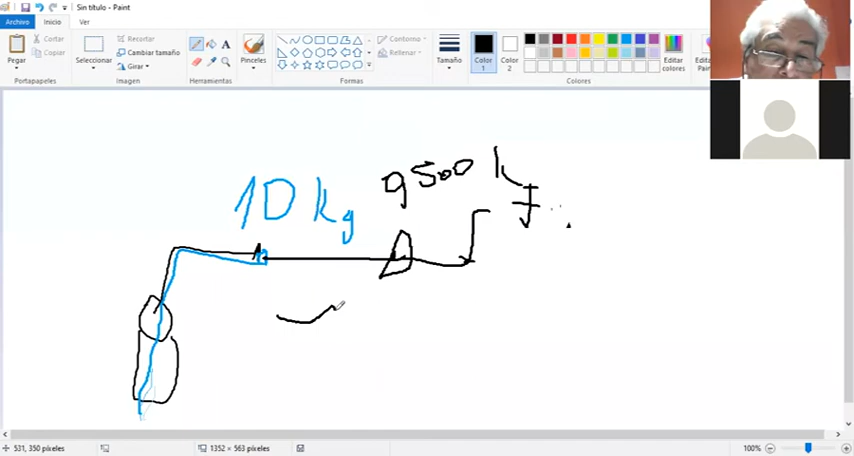 Sin título - Paint
Archivo
Inicio
Ver
Pegar
Cortar
Copiar
Portapapeles
Seleccionar
Recortar
Cambiar tamaño
Girar
Imagen
Herramientas
Pinceles
Contorno
Rellenar
Formas
Tamaño
Color 1
Color 2
Editar colores
Colores
9500 k
10 kg
531, 350 píxeles
1352 × 563 píxeles
100%